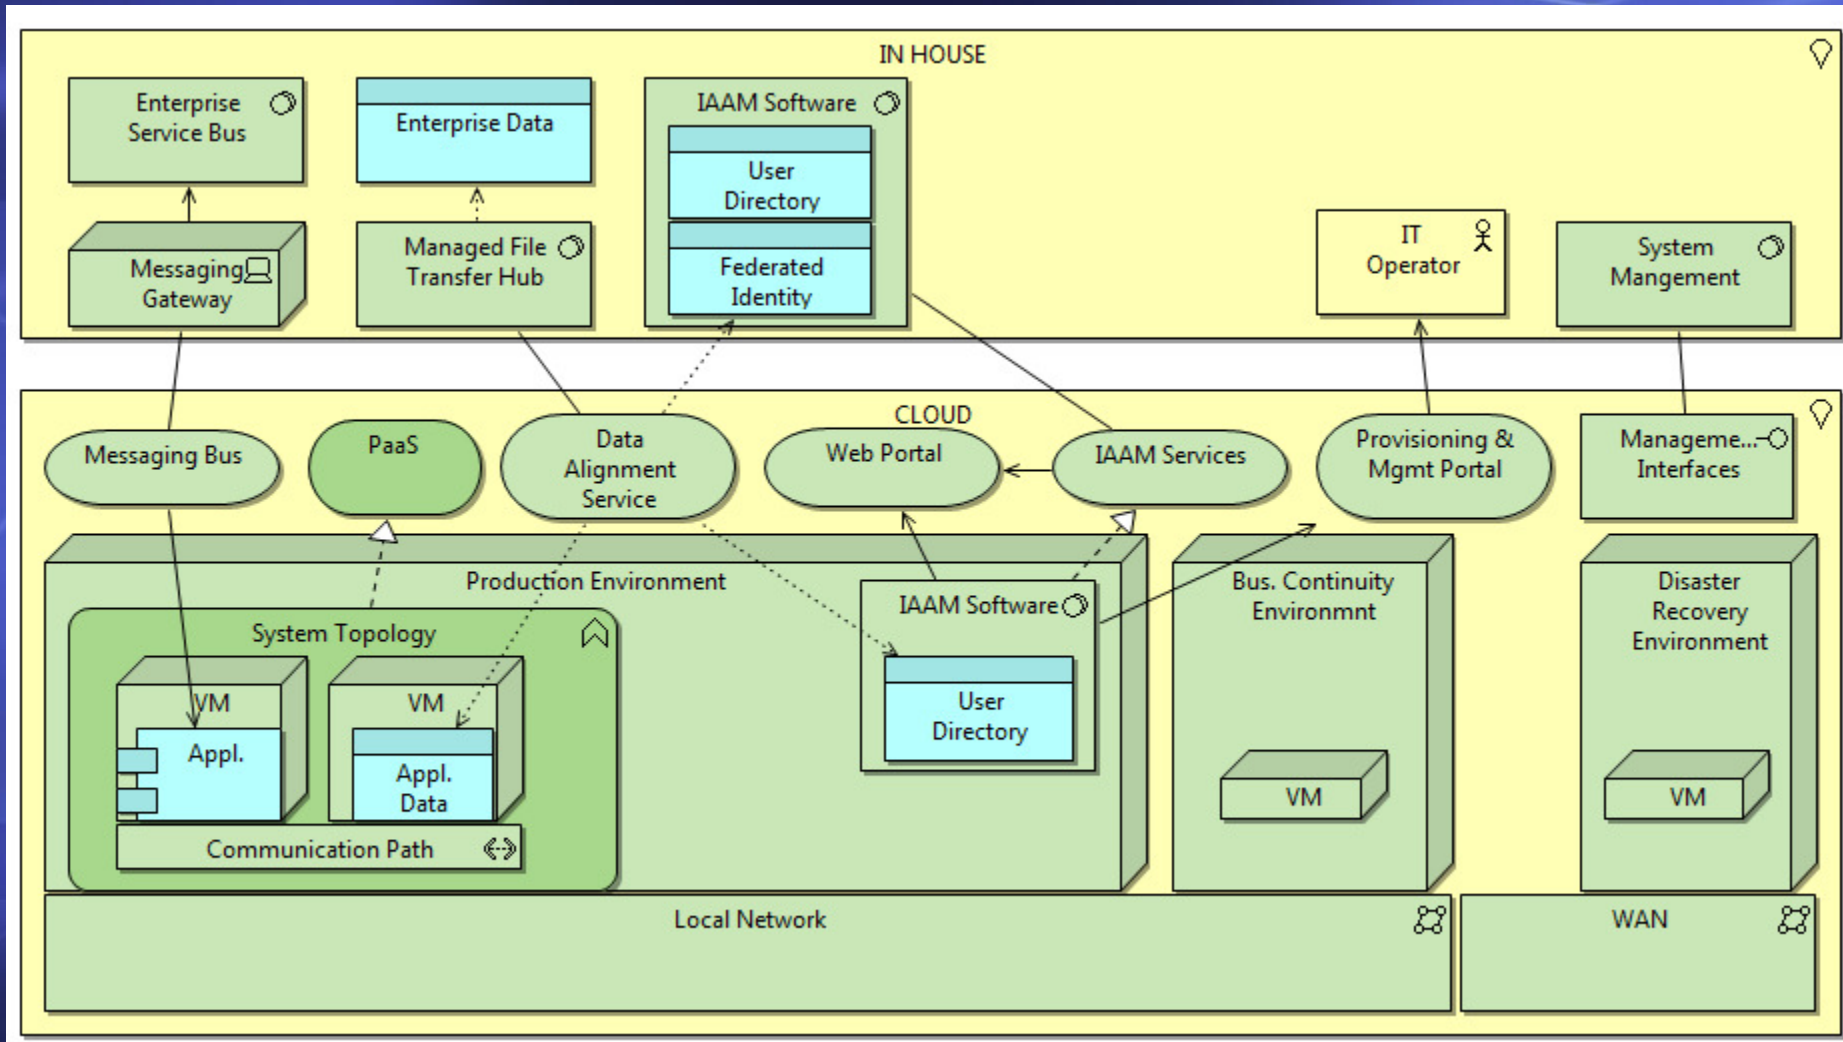 IN HOUSE
Enterprise
Service Bus
Enterprise Data
IAAM Software
User
Directory
Federated
Identity
Messaging
Gateway
Managed File
Transfer Hub
IT
Operator
System
Mangement
CLOUD
Messaging Bus
PaaS
Data
Alignment
Service
Web Portal
IAAM Services
Provisioning &
Mgmt Portal
Manageme...
Interfaces
Production Environment
System Topology
VM
Appl.
VM
Appl.
Data
Communication Path
IAAM Software
User
Directory
Bus. Continuity
Environmnt
VM
Disaster
Recovery
Environment
VM
Local Network
WAN